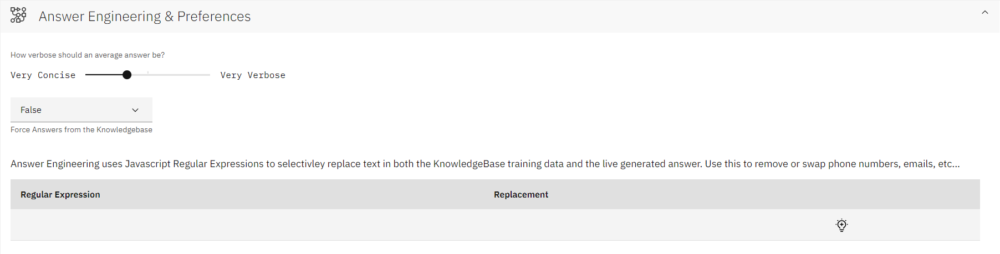 Answer Engineering & Preferences
How verbose should an average answer be?
Very Concise Very Verbose
False
Force Answers from the Knowledgebase
Answer Engineering uses Javascript Regular Expressions to selectivley replace text in both the KnowledgeBase training data and the live generated answer. Use this to remove or swap phone numbers, emails, etc...
Regular Expression Replacement